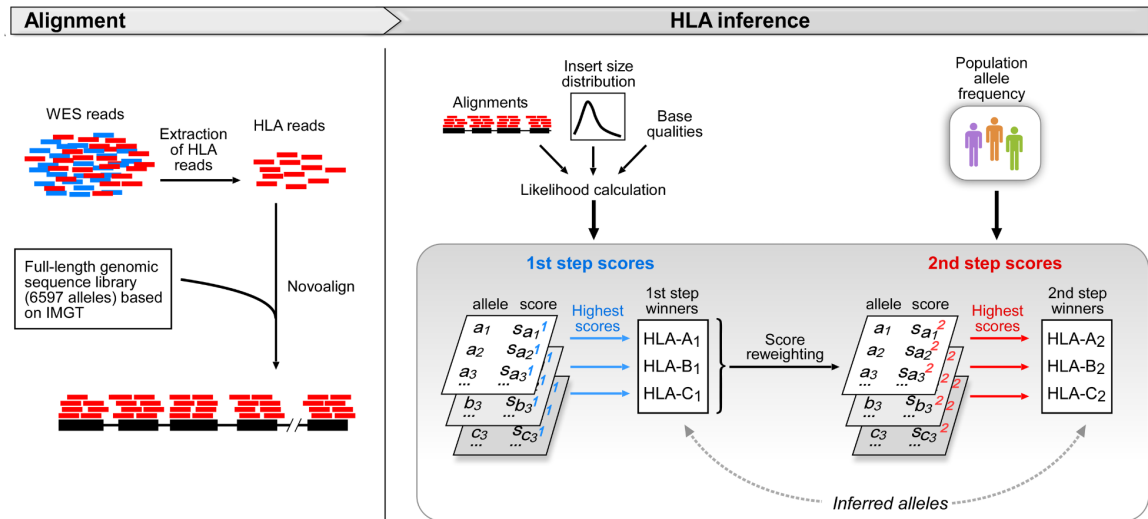 Alignment
HLA inference
WES reads
Extraction
of HLA
reads
HLA reads
Full-length genomic
sequence library
(6597 alleles) based
on IMGT
Novoalign
Alignments
Insert size
distribution
Base
qualities
Likelihood calculation
Population
allele
frequency
1st step scores
allele score
a1 sa1 1
a2 sa2 1
a3 sa3 1
... ...
b3 sb3 1
... ...
c3 sc3 1
... ...
Highest
scores
1st step
winners
HLA-A1
HLA-B1
HLA-C1
Score
reweighting
2nd step scores
allele score
a1 sa1 2
a2 sa2 2
a3 sa3 2
... ...
b3 sb3 2
... ...
c3 sc3 2
... ...
Highest
scores
2nd step
winners
HLA-A2
HLA-B2
HLA-C2
Inferred alleles